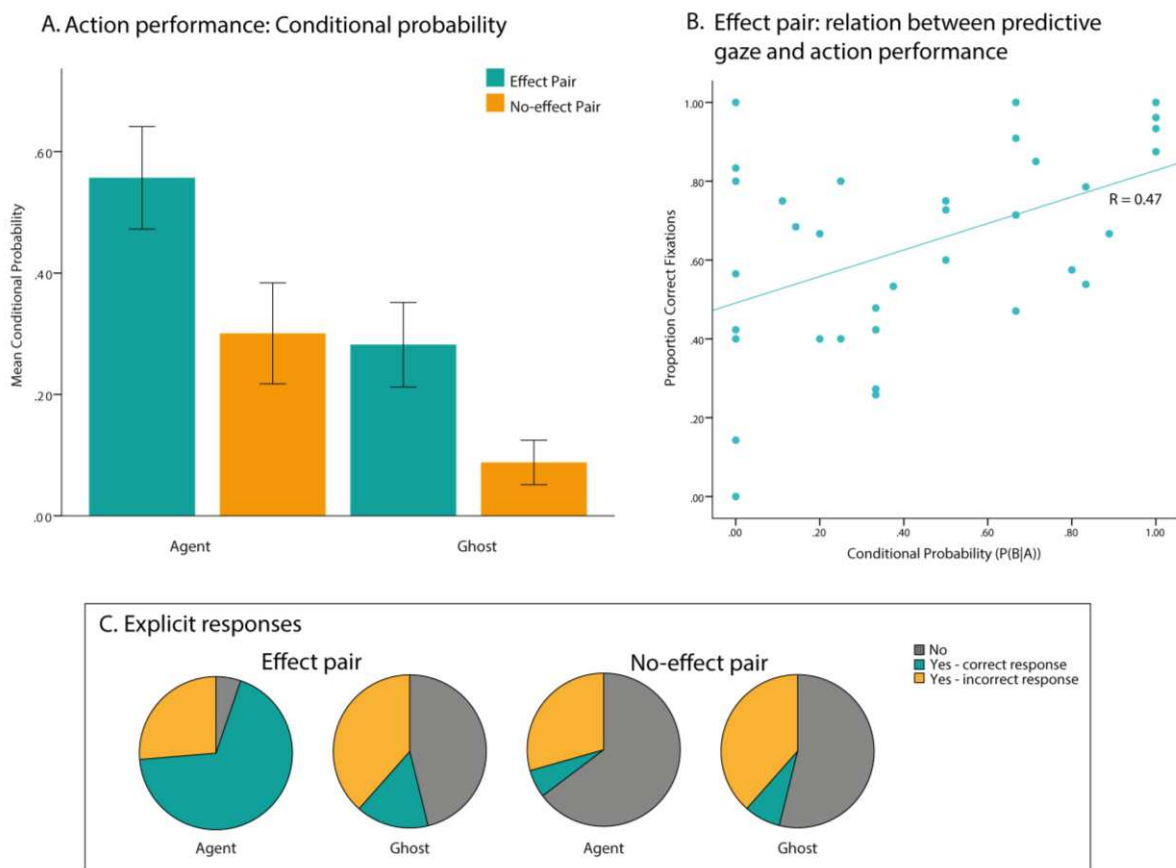 A. Action performance: Conditional probability
Effect Pair
No-effect Pair
Mean Conditional Probability
.60
.40
.20
.00
Agent
Ghost
B. Effect pair: relation between predictive
gaze and action performance
Proportion Correct Fixations
1.00
.80
.60
.40
.20
.00
R = 0.47
.00
.20
.40
.60
.80
1.00
Conditional Probability (P(B|A))
C. Explicit responses
No
Yes - correct response
Yes - incorrect response
Effect pair
No-effect pair
Agent
Ghost
Agent
Ghost